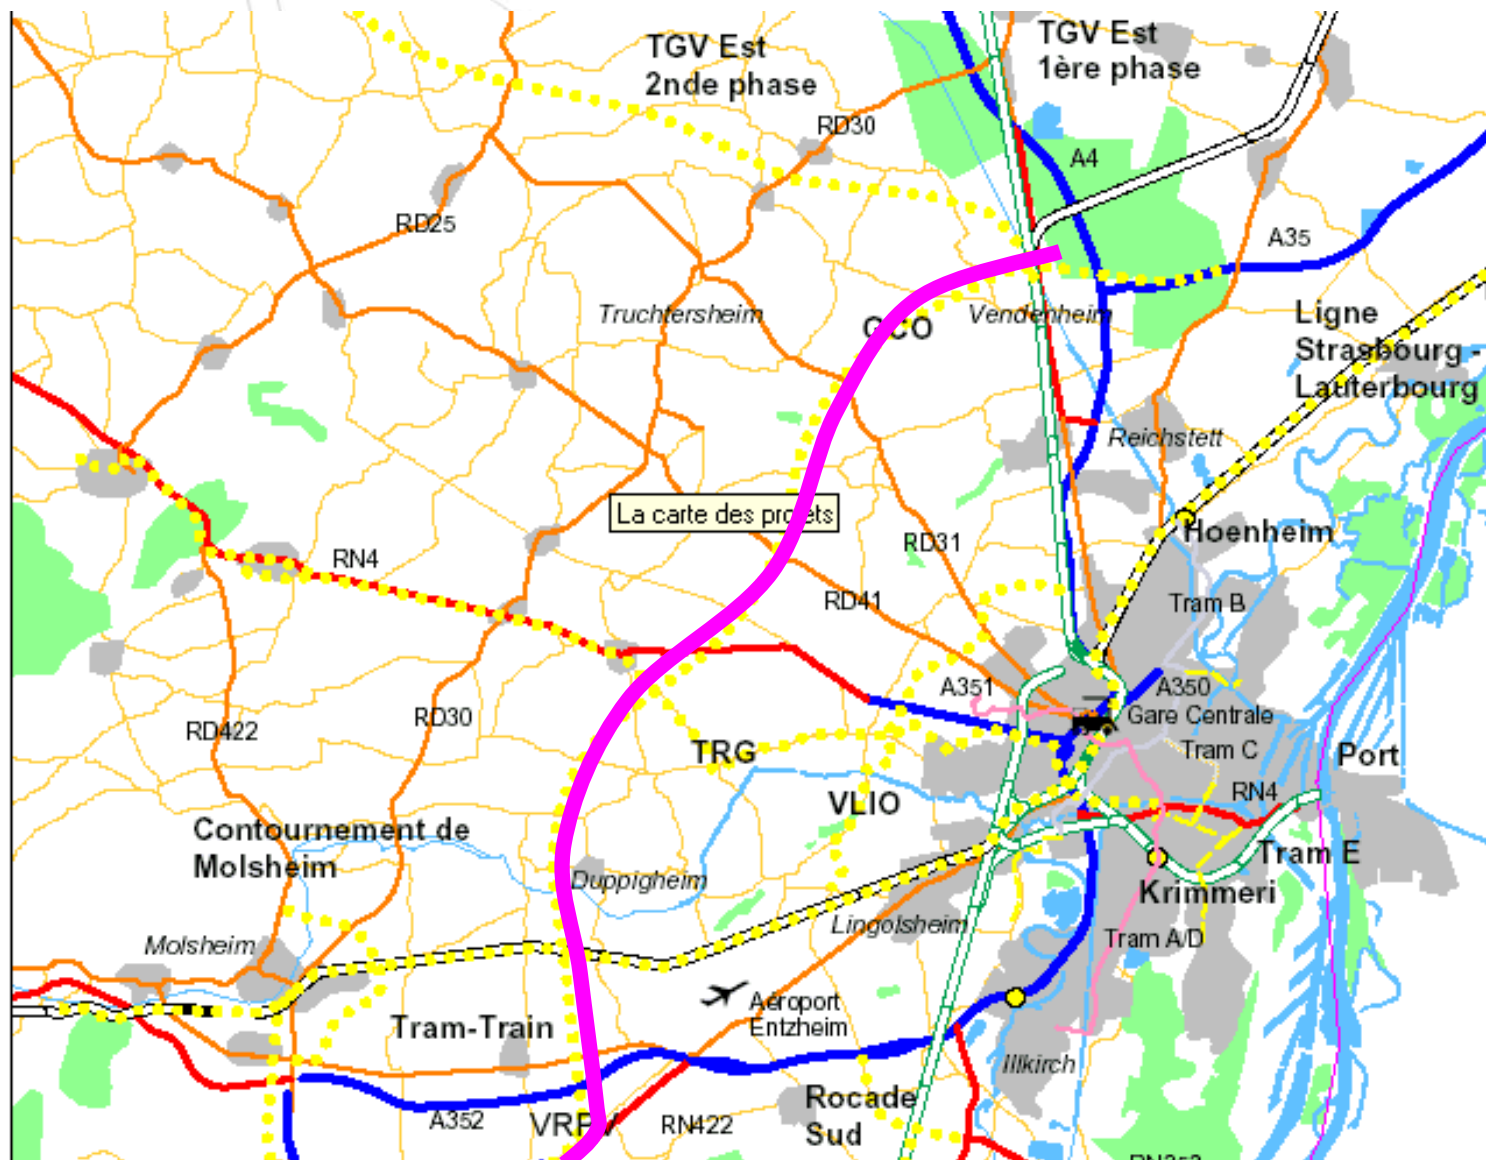 TGV Est
2nde phase
TGV Est
1ère phase
RD30
A4
RD25
A35
Truchtersheim
Vendenheim
Ligne
Strasbourg -
Lauterbourg
Reichstett
La carte des projets
Hoenheim
RN4
RD31
RD41
Tram B
A351
A350
Gare Centrale
RD422
RD30
TRG
Tram C
Port
VLIO
RN4
Contournement de
Molsheim
Tram E
Duppigheim
Krimmeri
Lingolsheim
Molsheim
Tram A/D
Aéroport
Entzheim
Tram-Train
Illkirch
Rocade
Sud
A352
RN422